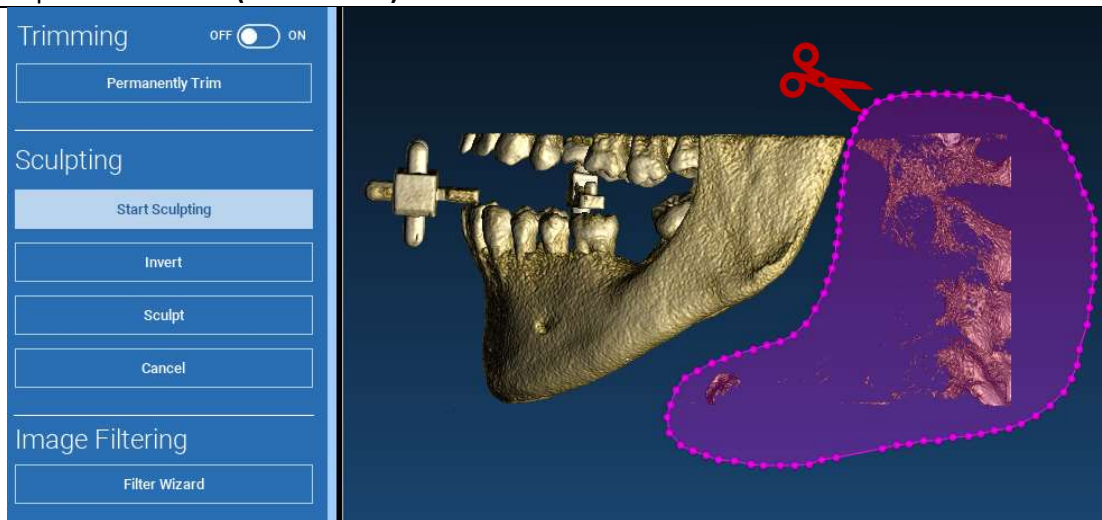 Trimming OFF ON
Permanently Trim
Sculpting
Start Sculpting
Invert
Sculpt
Cancel
Image Filtering
Filter Wizard